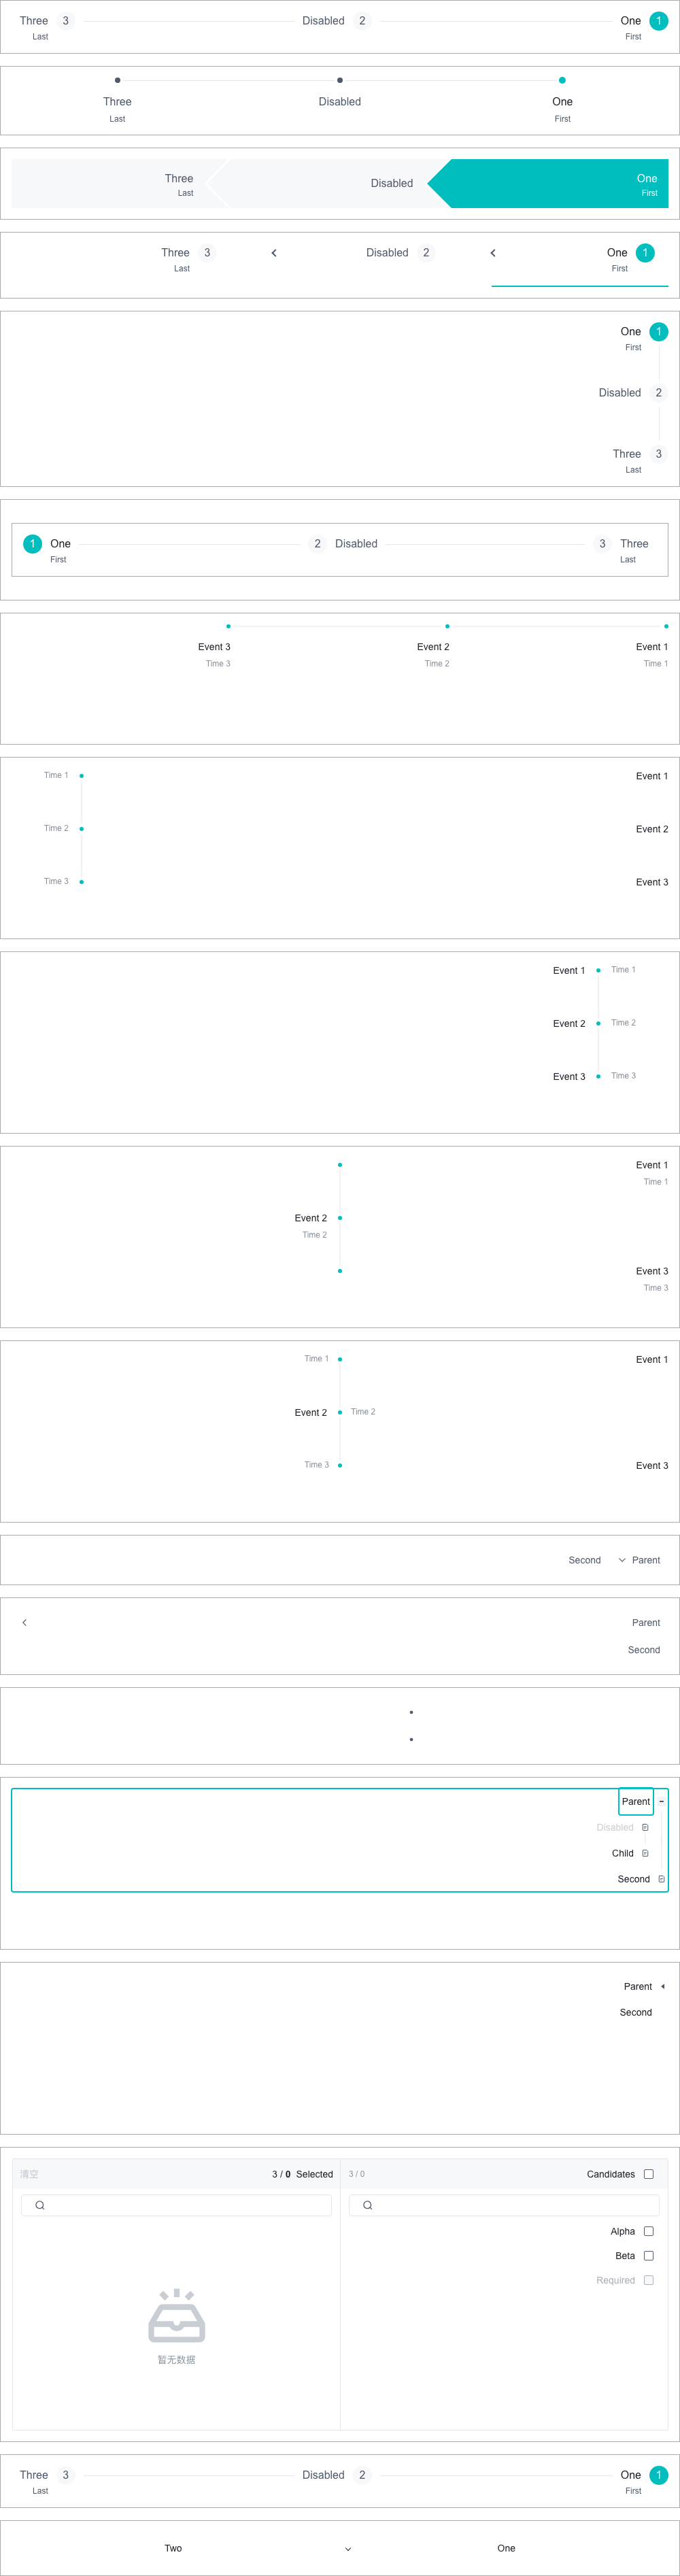 Three 3 Disabled 2 One 1
Last First
Three Disabled One
Last First
Three Disabled One
Last First
Three 3 Disabled 2 One 1
Last First
One 1
First
Disabled 2
Three 3
Last
1 One 2 Disabled 3 Three
First Last
Event 3 Event 2 Event 1
Time 3 Time 2 Time 1
Time 1 Event 1
Time 2 Event 2
Time 3 Event 3
Event 1 Time 1
Event 2 Time 2
Event 3 Time 3
Event 1
Time 1
Event 2
Time 2
Event 3
Time 3
Time 1 Event 1
Event 2 Time 2
Time 3 Event 3
Second Parent
Parent
Second
Parent
Disabled
Child
Second
Parent
Second
清空 3 / 0 Selected 3 / 0 Candidates
Alpha
Beta
Required
暂无数据
Three 3 Disabled 2 One 1
Last First
Two One